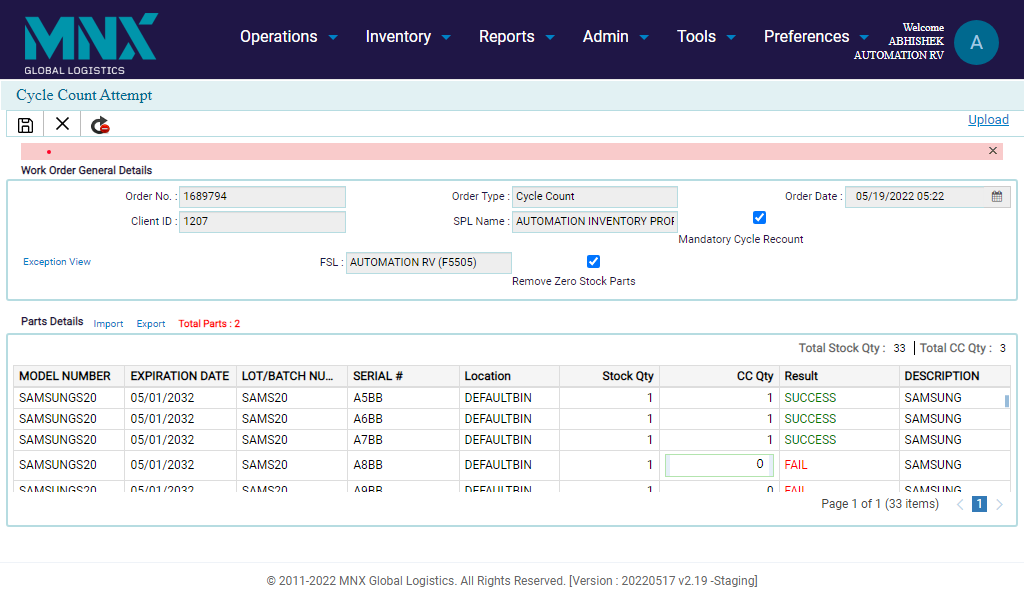 MNX
GLOBAL LOGISTICS
Operations Inventory Reports Admin Tools Preferences
Welcome
ABHISHEK
AUTOMATION RV
A
Cycle Count Attempt
Upload
Work Order General Details
Order No. : 1689794 Order Type : Cycle Count Order Date : 05/19/2022 05:22
Client ID : 1207 SPL Name : AUTOMATION INVENTORY PROF
Mandatory Cycle Recount
Exception View FSL : AUTOMATION RV (F5505)
Remove Zero Stock Parts
Parts Details Import Export Total Parts : 2
Total Stock Qty : 33 Total CC Qty : 3
MODEL NUMBER EXPIRATION DATE LOT/BATCH NU... SERIAL # Location Stock Qty CC Qty Result DESCRIPTION
SAMSUNGS20 05/01/2032 SAMS20 A5BB DEFAULTBIN 1 1 SUCCESS SAMSUNG
SAMSUNGS20 05/01/2032 SAMS20 A6BB DEFAULTBIN 1 1 SUCCESS SAMSUNG
SAMSUNGS20 05/01/2032 SAMS20 A7BB DEFAULTBIN 1 1 SUCCESS SAMSUNG
SAMSUNGS20 05/01/2032 SAMS20 A8BB DEFAULTBIN 1 0 FAIL SAMSUNG
SAMSUNGS20 05/01/2032 SAMS20 A9BB DEFAULTBIN 1 0 FAIL SAMSUNG
Page 1 of 1 (33 items) 1
© 2011-2022 MNX Global Logistics. All Rights Reserved. [Version : 20220517 v2.19 -Staging]